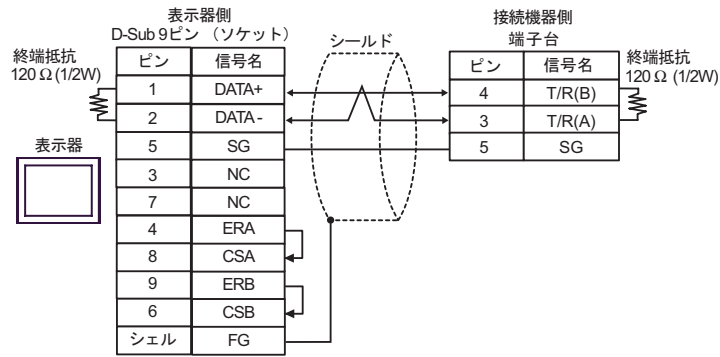 表示器側
D-Sub 9ピン （ソケット）
終端抵抗
120 Ω (1/2W)
ピン 信号名
1 DATA+
2 DATA-
5 SG
3 NC
7 NC
4 ERA
8 CSA
9 ERB
6 CSB
シェル FG
表示器
シールド
接続機器側
端子台
ピン 信号名
4 T/R(B)
3 T/R(A)
5 SG
終端抵抗
120 Ω (1/2W)